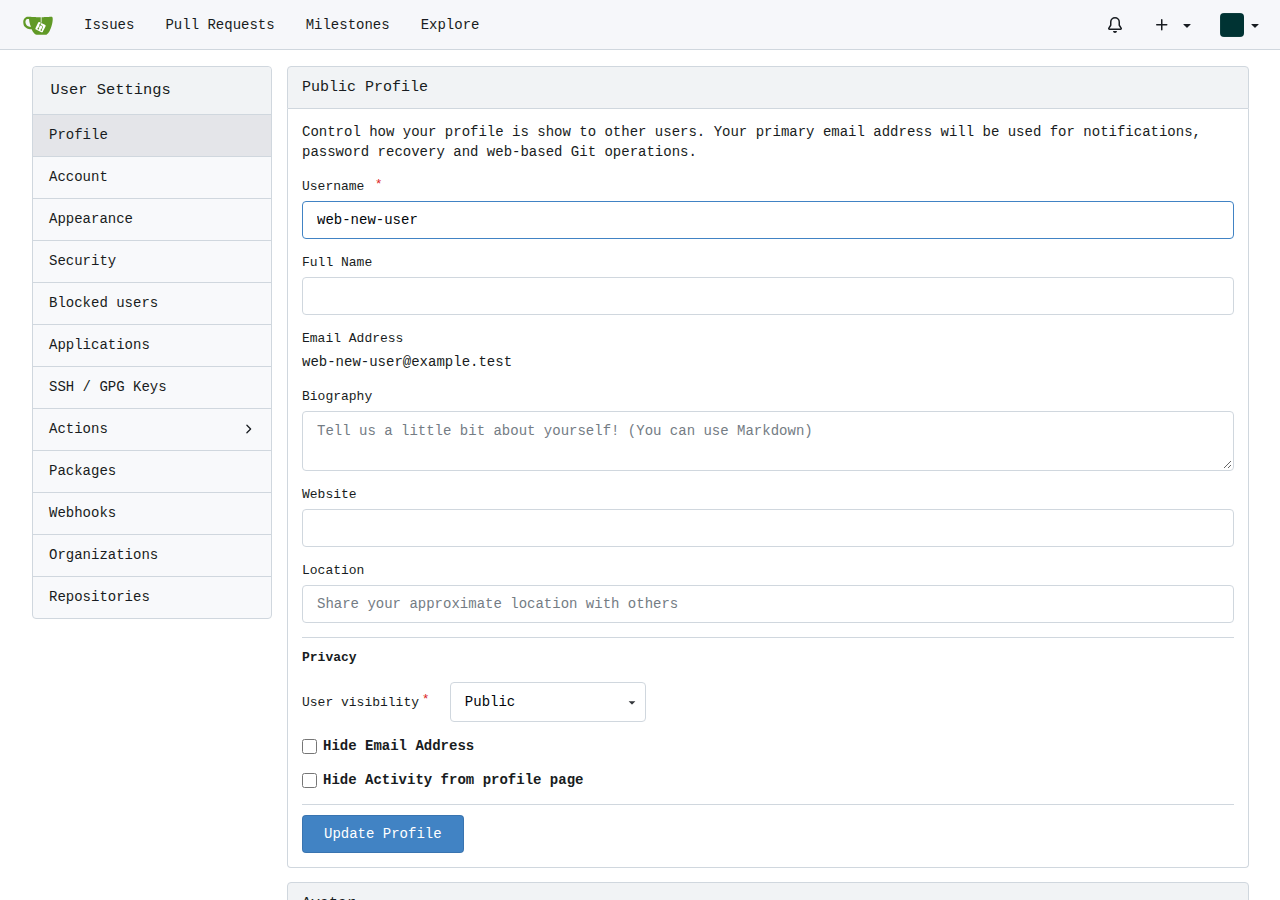 Issues
Pull Requests
Milestones
Explore
User Settings
Profile
Account
Appearance
Security
Blocked users
Applications
SSH / GPG Keys
Actions
Packages
Webhooks
Organizations
Repositories
Public Profile
Control how your profile is show to other users. Your primary email address will be used for notifications,
password recovery and web-based Git operations.
Username *
web-new-user
Full Name
Email Address
web-new-user@example.test
Biography
Tell us a little bit about yourself! (You can use Markdown)
Website
Location
Share your approximate location with others
Privacy
User visibility *
Public
Hide Email Address
Hide Activity from profile page
Update Profile
Avatar